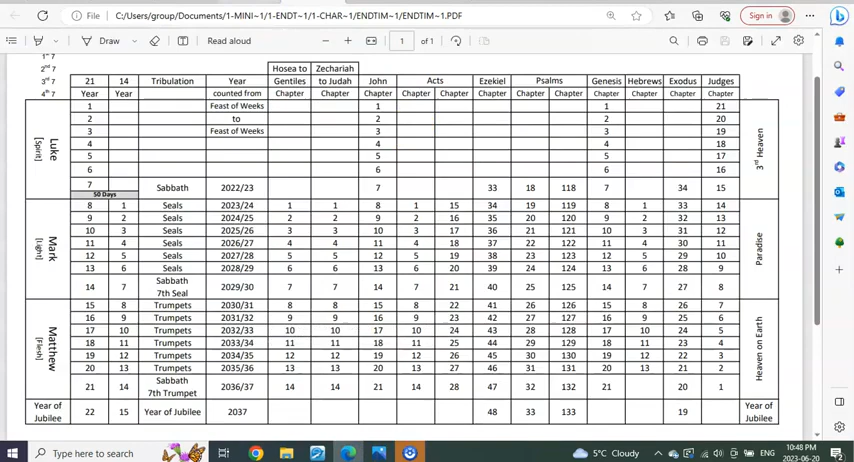 File C:/Users/group/Documents/1-MINI~1/1-ENDT~1/1-CHAR~1/ENDTIM~1/ENDTIM~1.PDF Sign in
Draw Read aloud 1 of 1
1st 7
2nd 7 Hosea to Zechariah
3rd 7 21 14 Tribulation Year Gentiles to Judah John Acts Ezekiel Psalms Genesis Hebrews Exodus Judges
4th 7 Year Year counted from Chapter Chapter Chapter Chapter Chapter Chapter Chapter Chapter Chapter Chapter Chapter Chapter
Luke [Spirit]
1 Feast of Weeks 1 1 21
2 to 2 2 20
3 Feast of Weeks 3 3 19
4 4 4 18
5 5 5 17
6 6 6 16
7 Sabbath 2022/23 7 33 18 118 7 34 15
50 Days
3rd Heaven
Mark [Light]
8 1 Seals 2023/24 1 1 8 1 15 34 19 119 8 1 33 14
9 2 Seals 2024/25 2 2 9 2 16 35 20 120 9 2 32 13
10 3 Seals 2025/26 3 3 10 3 17 36 21 121 10 3 31 12
11 4 Seals 2026/27 4 4 11 4 18 37 22 122 11 4 30 11
12 5 Seals 2027/28 5 5 12 5 19 38 23 123 12 5 29 10
13 6 Seals 2028/29 6 6 13 6 20 39 24 124 13 6 28 9
14 7 Sabbath 2029/30 7 7 14 7 21 40 25 125 14 7 27 8
7th Seal
Paradise
Matthew [Flesh]
15 8 Trumpets 2030/31 8 8 15 8 22 41 26 126 15 8 26 7
16 9 Trumpets 2031/32 9 9 16 9 23 42 27 127 16 9 25 6
17 10 Trumpets 2032/33 10 10 17 10 24 43 28 128 17 10 24 5
18 11 Trumpets 2033/34 11 11 18 11 25 44 29 129 18 11 23 4
19 12 Trumpets 2034/35 12 12 19 12 26 45 30 130 19 12 22 3
20 13 Trumpets 2035/36 13 13 20 13 27 46 31 131 20 13 21 2
21 14 Sabbath 2036/37 14 14 21 14 28 47 32 132 21 20 1
7th Trumpet
Heaven on Earth
Year of Jubilee 22 15 Year of Jubilee 2037 48 33 133 19 Year of Jubilee
Type here to search 5°C Cloudy ENG 10:48 PM
2023-06-20 2